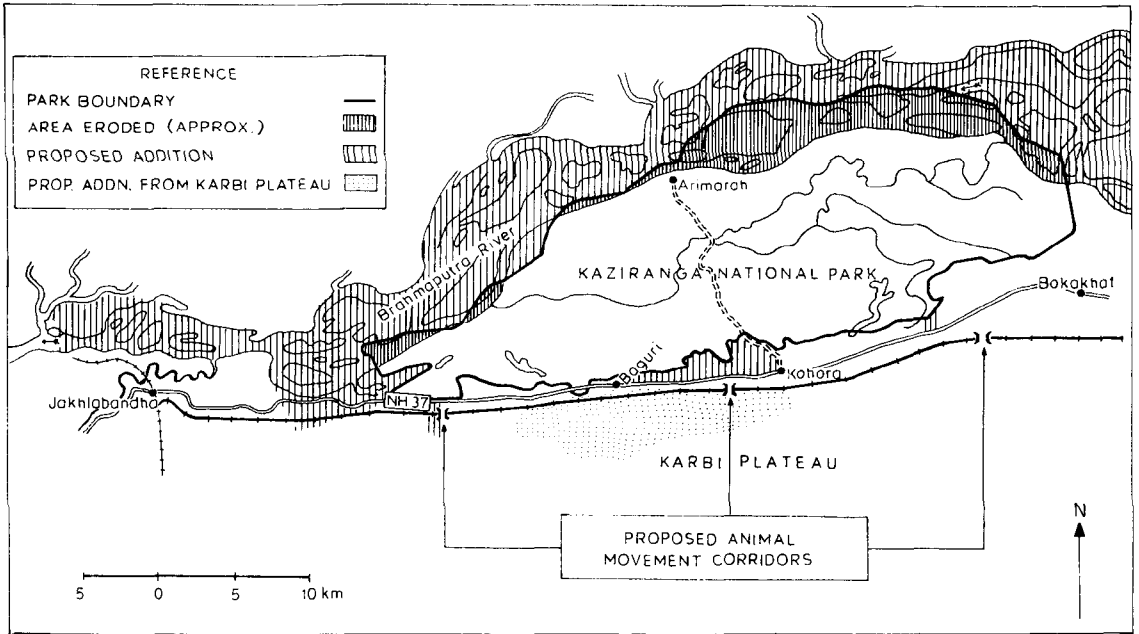 REFERENCE
PARK BOUNDARY
AREA ERODED (APPROX.)
PROPOSED ADDITION
PROP. ADDN. FROM KARBI PLATEAU
Arimarah
Brahmaputra River
KAZIRANGA NATIONAL PARK
Bokakhat
Baguri
Kohora
Jakhlabandha
NH 37
KARBI PLATEAU
PROPOSED ANIMAL
MOVEMENT CORRIDORS
N
5 0 5 10 km